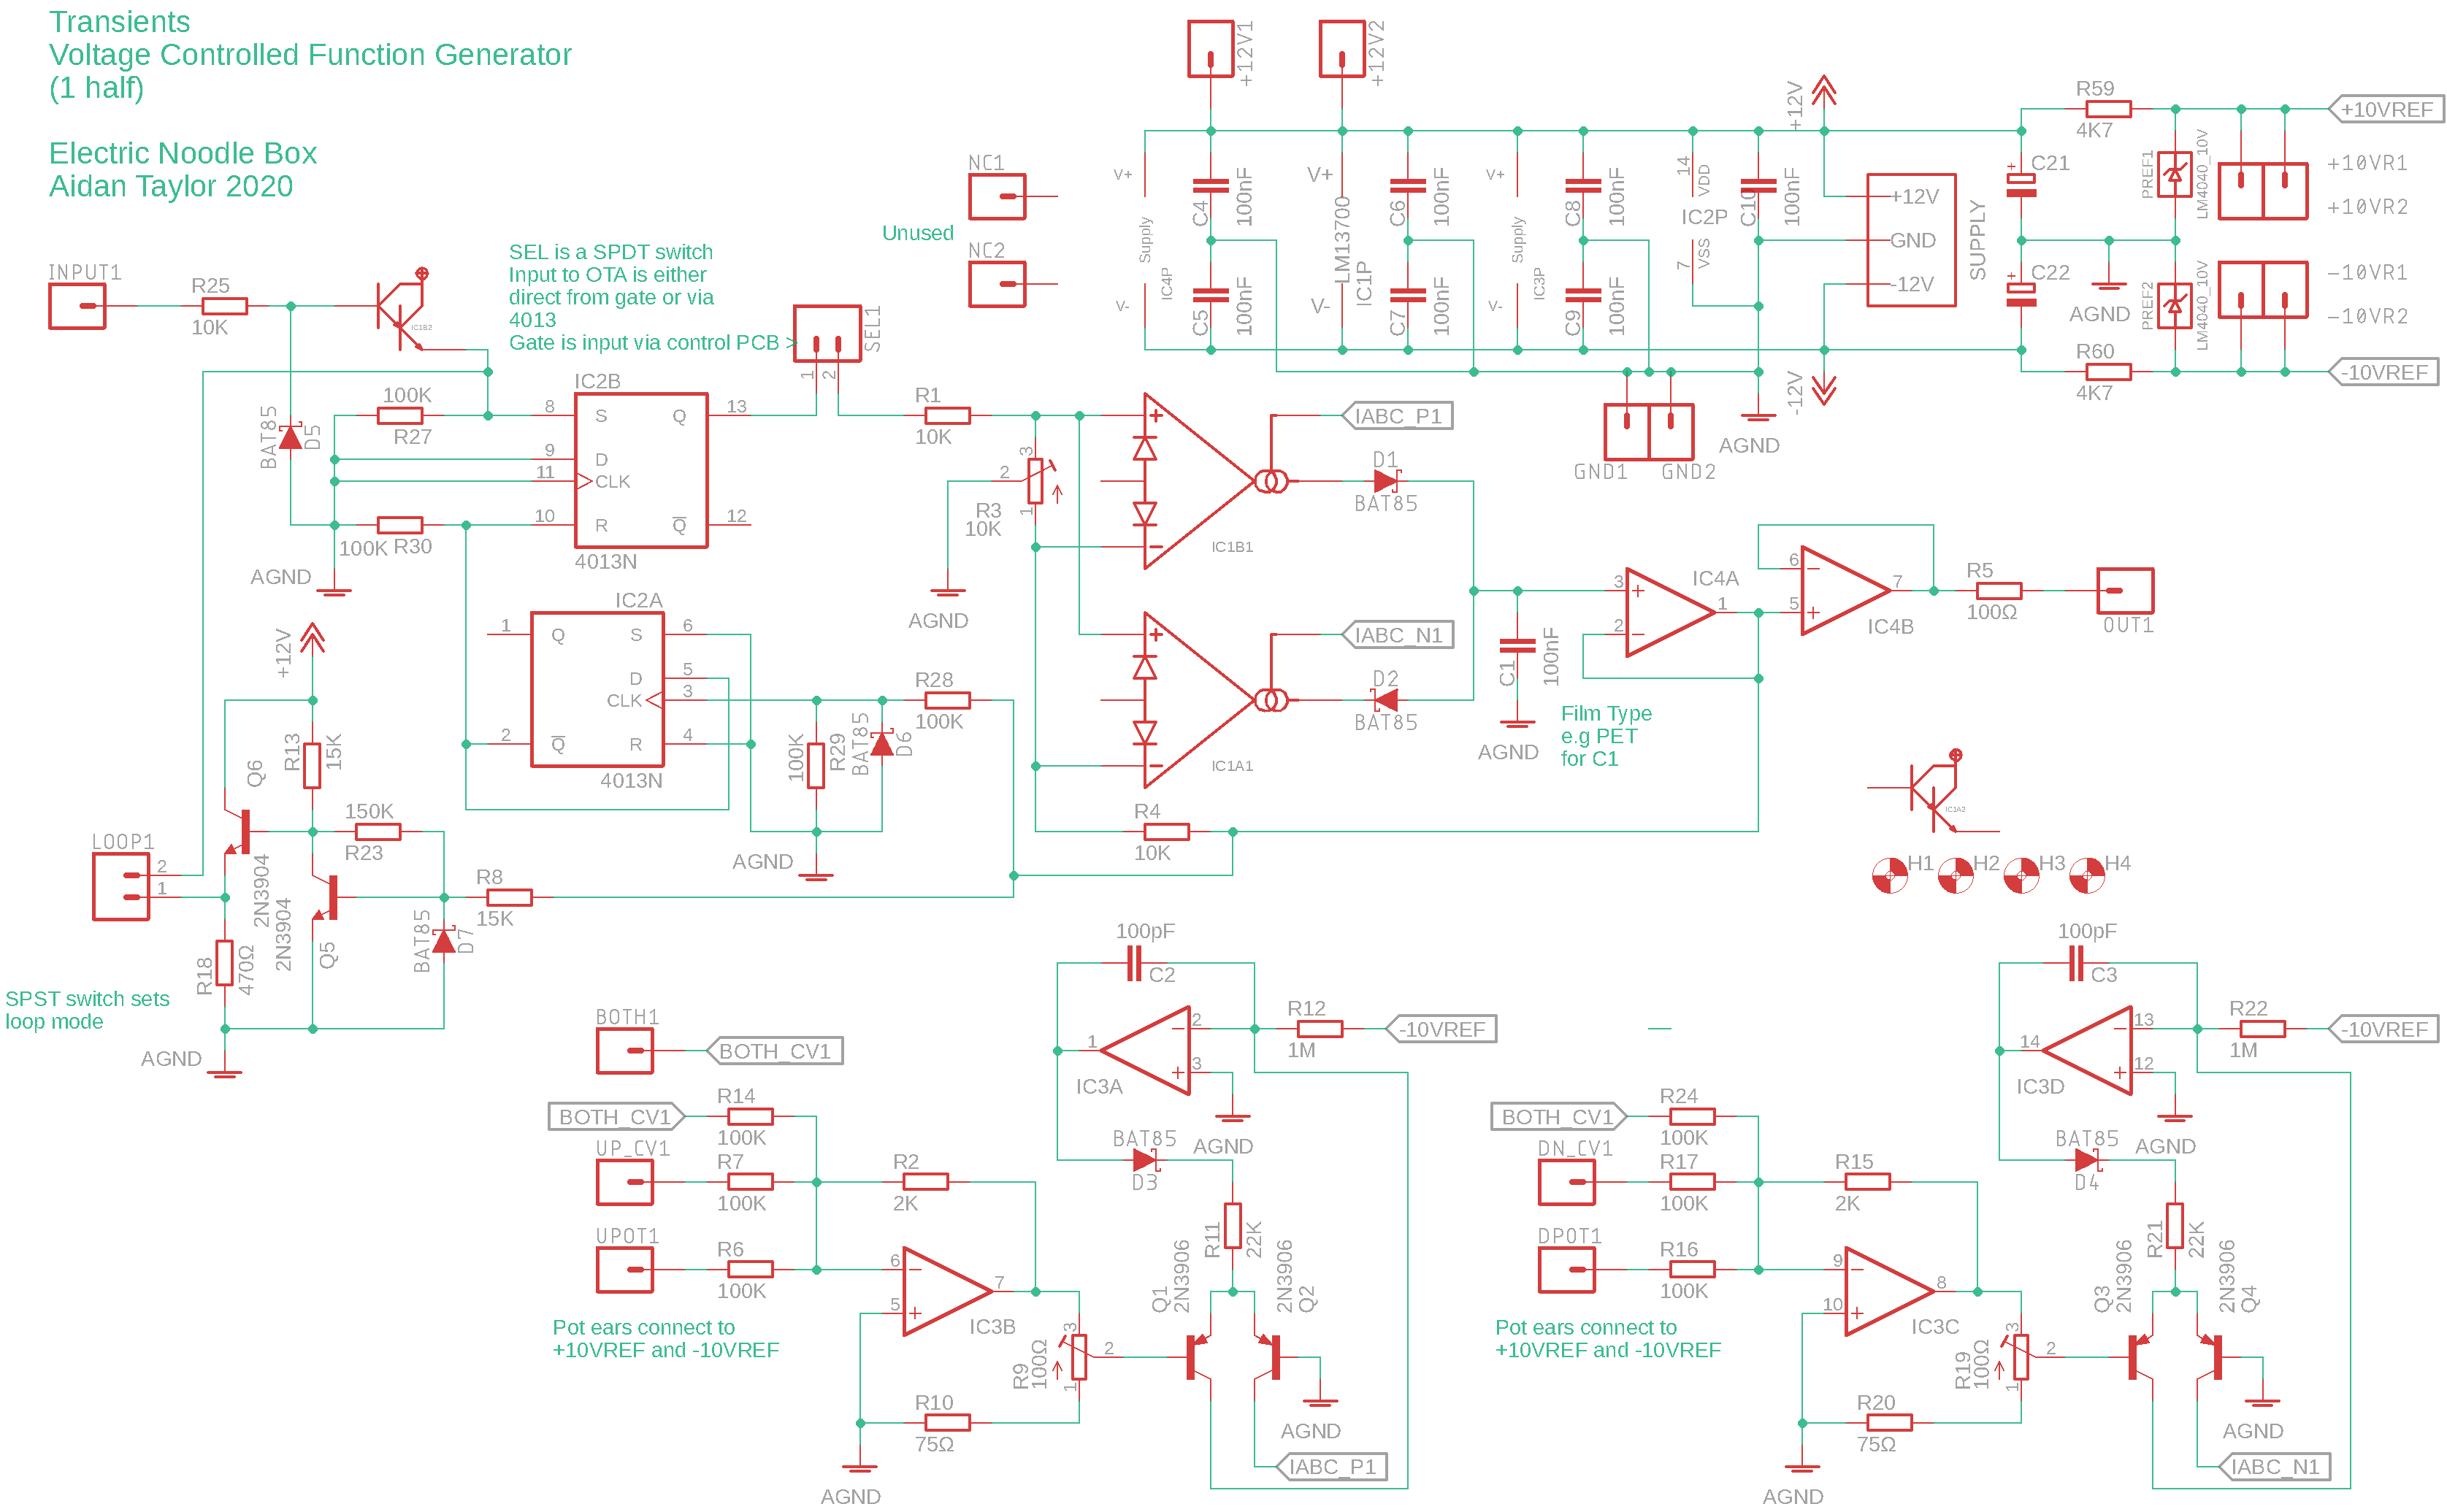 Transients
Voltage Controlled Function Generator
(1 half)
Electric Noodle Box
Aidan Taylor 2020
+12V1
+12V2
NC1
NC2
Unused
V+
V-
Supply
IC4P
C4
100nF
C5
100nF
V+
V-
LM13700
IC1P
C6
100nF
C7
100nF
V+
V-
Supply
IC3P
C8
100nF
C9
100nF
14
VDD
IC2P
7
VSS
C10
100nF
+12V
-12V
AGND
GND1
GND2
+12V
GND
-12V
SUPPLY
C21
C22
AGND
R59
4K7
R60
4K7
PREF1
LM4040_10V
PREF2
LM4040_10V
+10VREF
+10VR1
+10VR2
-10VR1
-10VR2
-10VREF
INPUT1
R25
10K
IC1B2
SEL is a SPDT switch
Input to OTA is either
direct from gate or via
4013
Gate is input via control PCB >
SEL1
1
2
BAT85
D5
100K
R27
100K
R30
AGND
IC2B
8
S
9
D
11
CLK
10
R
Q
13
Q
12
4013N
IC2A
1
Q
2
Q
S
6
D
5
CLK
3
R
4
4013N
R1
10K
R3
10K
1
2
3
AGND
IC1B1
IABC_P1
D1
BAT85
IC1A1
IABC_N1
D2
BAT85
C1
100nF
AGND
Film Type
e.g PET
for C1
3
2
1
IC4A
6
5
7
IC4B
R5
100Ω
OUT1
R28
100K
100K
R29
BAT85
D6
AGND
R4
10K
IC1A2
H1
H2
H3
H4
+12V
R13
15K
Q6
2N3904
150K
R23
LOOP1
2
1
R18
470Ω
2N3904
Q5
BAT85
D7
R8
15K
SPST switch sets
loop mode
AGND
BOTH1
BOTH_CV1
BOTH_CV1
R14
100K
UP_CV1
R7
100K
UPOT1
R6
100K
Pot ears connect to
+10VREF and -10VREF
R2
2K
6
5
7
IC3B
R9
100Ω
3
2
1
R10
75Ω
AGND
100pF
C2
1
2
3
IC3A
AGND
R12
1M
-10VREF
BAT85
D3
R11
22K
Q1
2N3906
2N3906
Q2
AGND
IABC_P1
BOTH_CV1
R24
100K
DN_CV1
R17
100K
DPOT1
R16
100K
Pot ears connect to
+10VREF and -10VREF
R15
2K
9
10
8
IC3C
R19
100Ω
3
2
1
R20
75Ω
AGND
100pF
C3
14
13
12
IC3D
AGND
R22
1M
-10VREF
BAT85
D4
R21
22K
Q3
2N3906
2N3906
Q4
AGND
IABC_N1